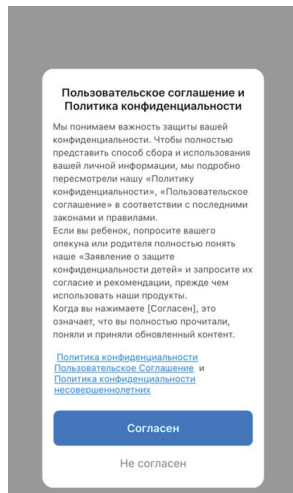 Пользовательское соглашение и
Политика конфиденциальности
Мы понимаем важность защиты вашей
конфиденциальности. Чтобы полностью
представить способ сбора и использования
вашей личной информации, мы подробно
пересмотрели нашу «Политику
конфиденциальности», «Пользовательское
соглашение» в соответствии с последними
законами и правилами.
Если вы ребенок, попросите вашего
опекуна или родителя полностью понять
наше «Заявление о защите
конфиденциальности детей» и запросите их
согласие и рекомендации, прежде чем
использовать наши продукты.
Когда вы нажимаете [Согласен], это
означает, что вы полностью прочитали,
поняли и приняли обновленный контент.
Политика конфиденциальности
Пользовательское Соглашение и
Политика конфиденциальности
несовершеннолетних
Согласен
Не согласен